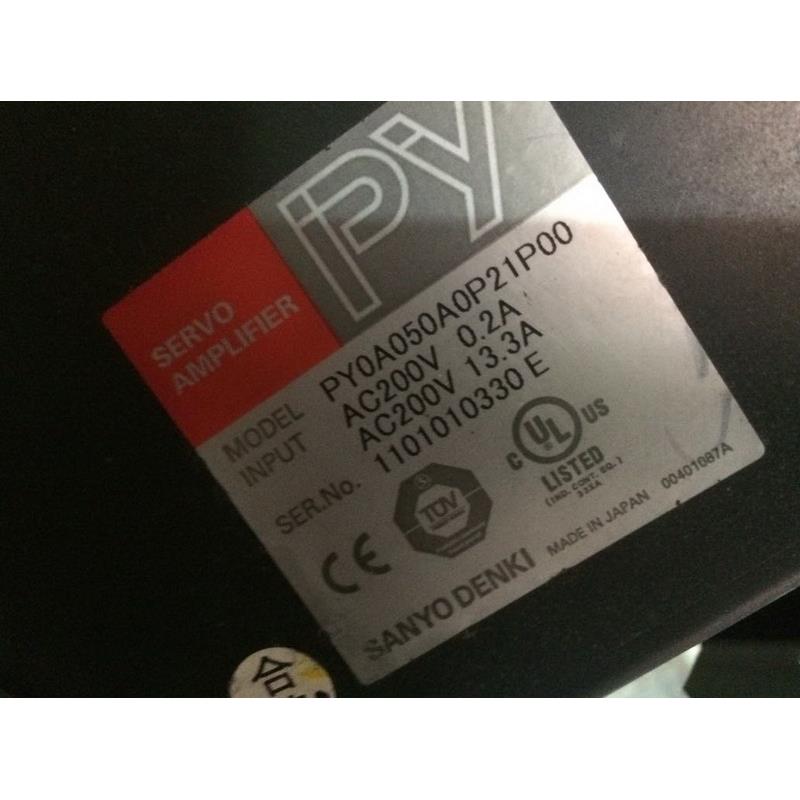 PY
SERVO
AMPLIFIER
MODEL PY0A050A0P21P00
INPUT AC200V 0.2A
AC200V 13.3A
SER.No. 1101010330 E
CE
TÜV
C UL US
LISTED
(IND. CONT. EQ.)
SANYO DENKI MADE IN JAPAN 00401087A
合